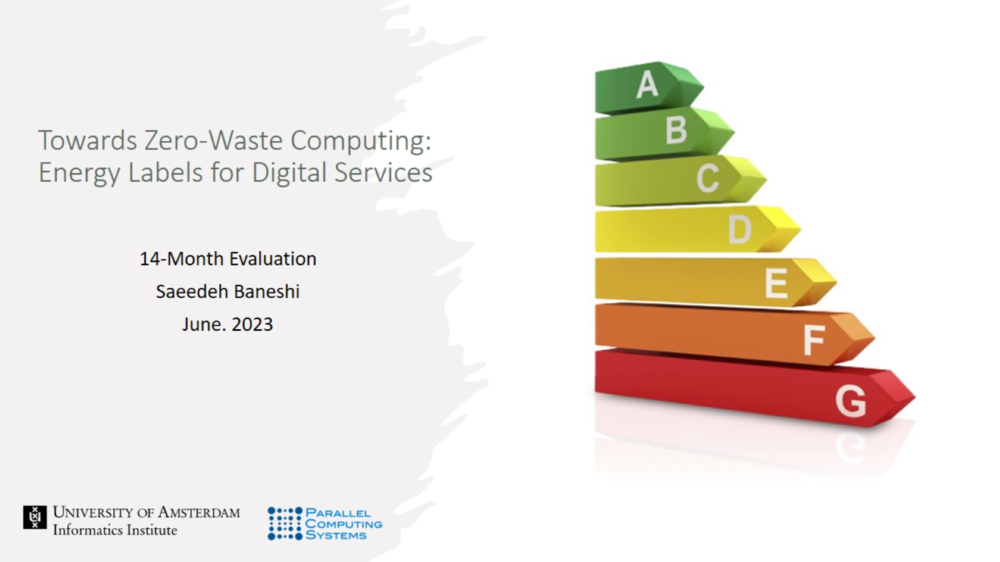 Towards Zero-Waste Computing:
Energy Labels for Digital Services
14-Month Evaluation
Saeedeh Baneshi
June. 2023
UNIVERSITY OF AMSTERDAM
Informatics Institute
PARALLEL
COMPUTING
SYSTEMS
A
B
C
D
E
F
G